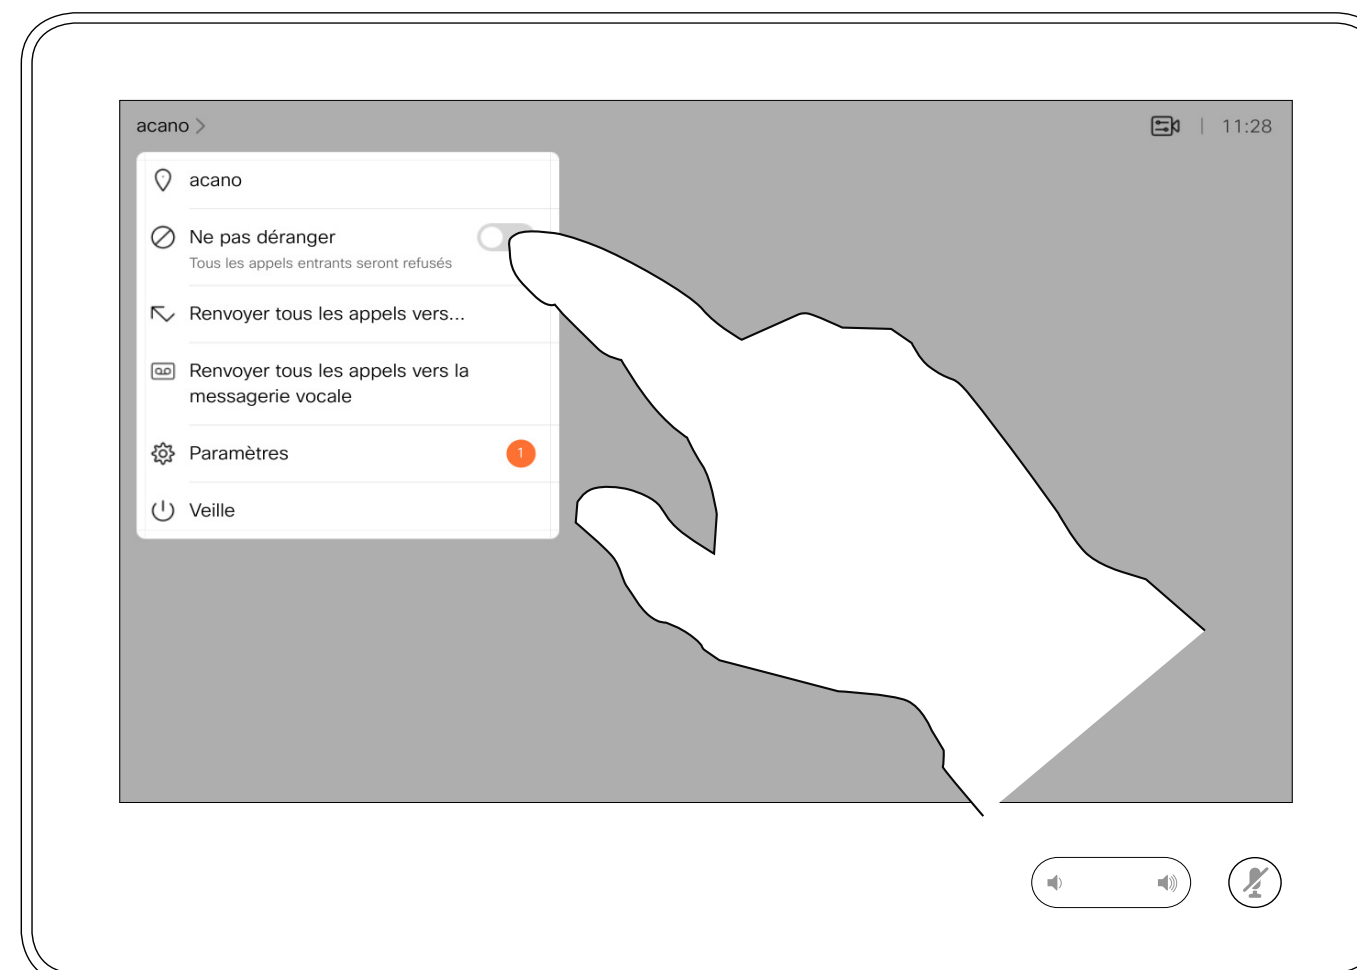 acano
11:28
acano
Ne pas déranger
Tous les appels entrants seront refusés
Renvoyer tous les appels vers...
Renvoyer tous les appels vers la
messagerie vocale
Paramètres
1
Veille